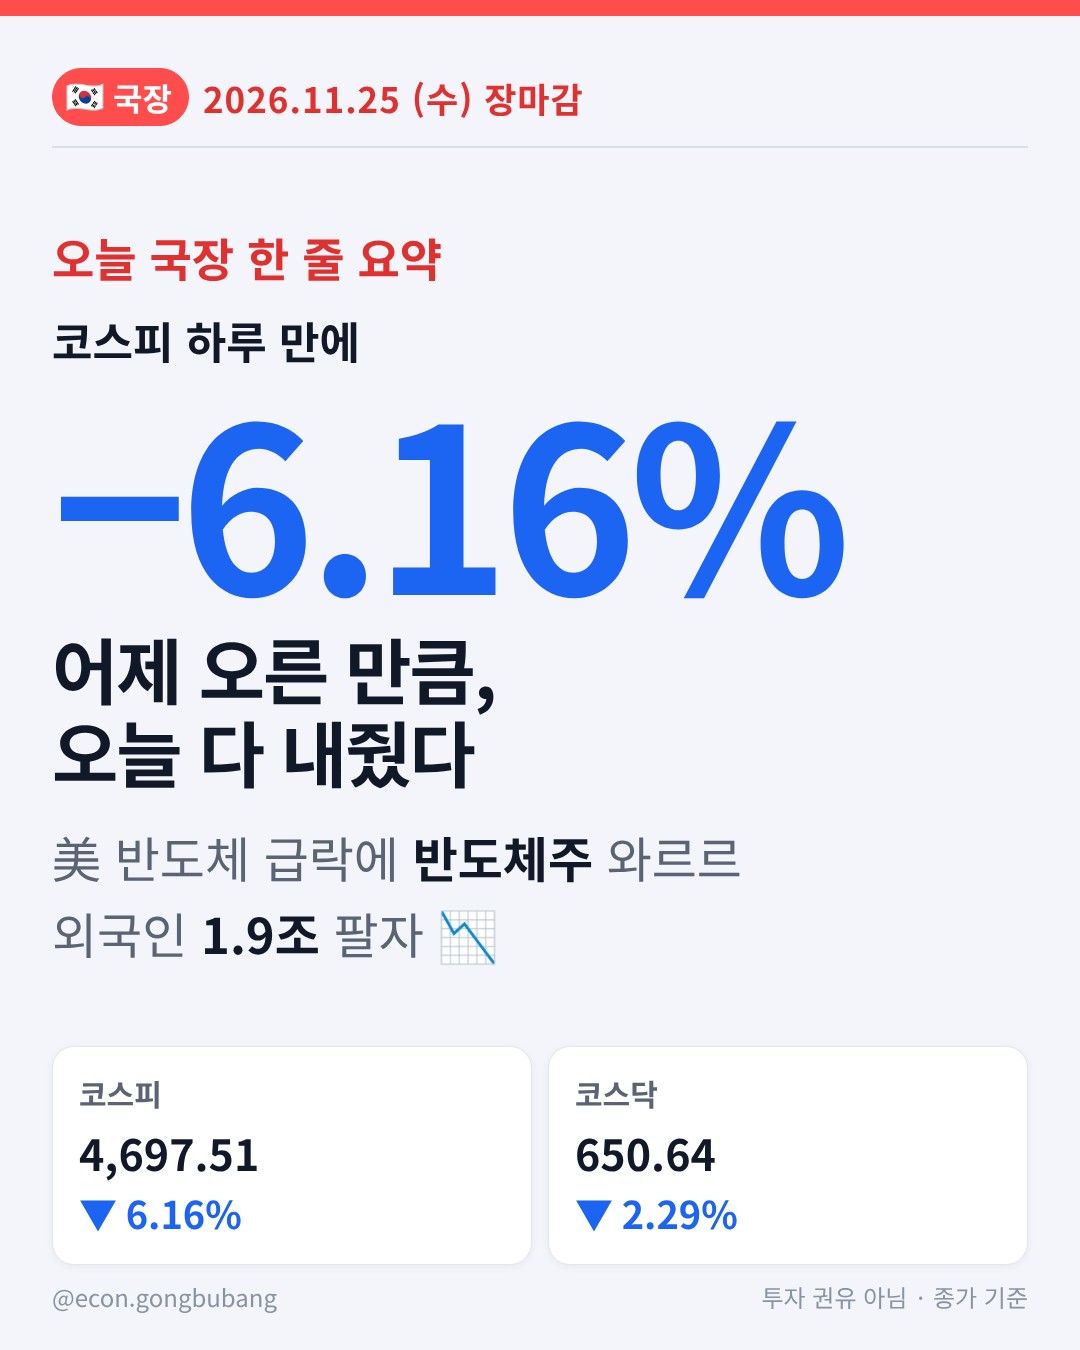 🇰🇷 국장 2026.11.25 (수) 장마감
오늘 국장 한 줄 요약
코스피 하루 만에
−6.16%
어제 오른 만큼,
오늘 다 내줬다
美 반도체 급락에 반도체주 와르르
외국인 1.9조 팔자 📉
코스피
4,697.51
▼ 6.16%
코스닥
650.64
▼ 2.29%
@econ.gongbubang
투자 권유 아님 · 종가 기준